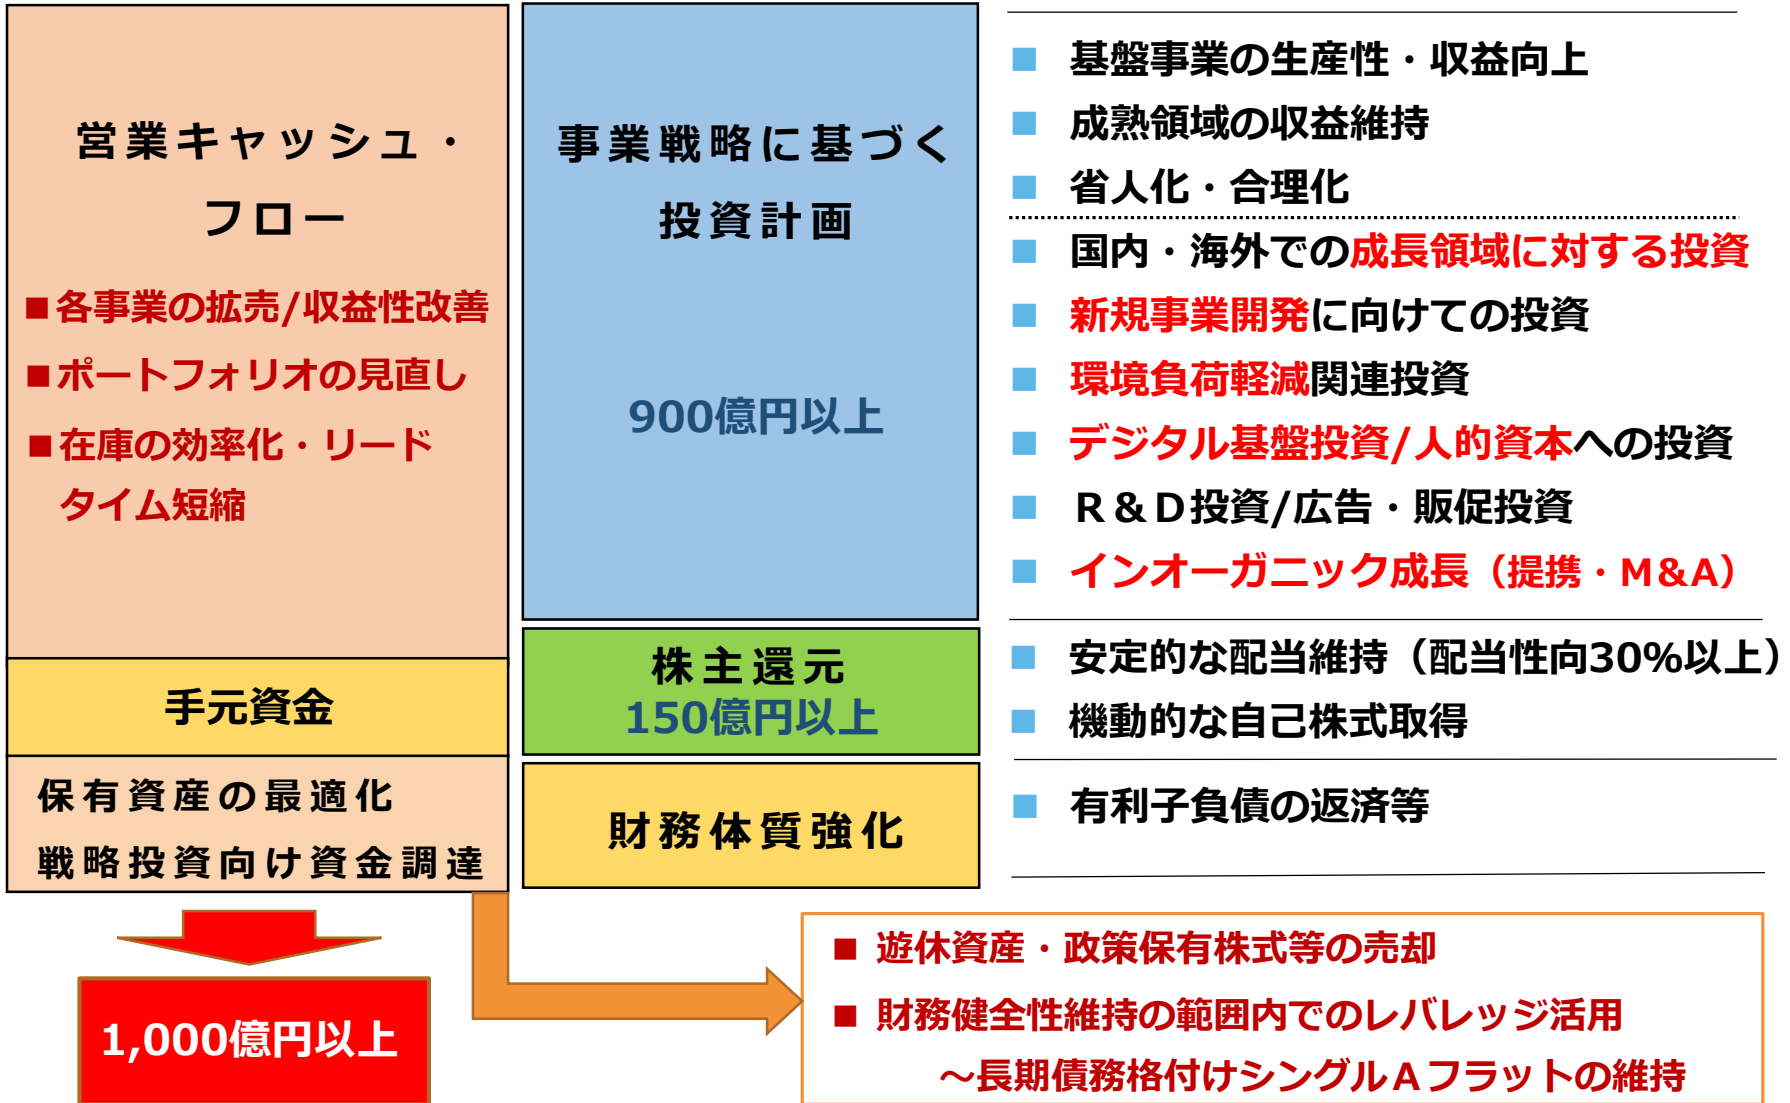 営業キャッシュ・
フロー
■各事業の拡売/収益性改善
■ポートフォリオの見直し
■在庫の効率化・リード
タイム短縮
手元資金
保有資産の最適化
戦略投資向け資金調達
1,000億円以上
事業戦略に基づく
投資計画
900億円以上
株主還元
150億円以上
財務体質強化
■ 基盤事業の生産性・収益向上
■ 成熟領域の収益維持
■ 省人化・合理化
■ 国内・海外での成長領域に対する投資
■ 新規事業開発に向けての投資
■ 環境負荷軽減関連投資
■ デジタル基盤投資/人的資本への投資
■ R&D投資/広告・販促投資
■ インオーガニック成長（提携・M&A）
■ 安定的な配当維持（配当性向30%以上）
■ 機動的な自己株式取得
■ 有利子負債の返済等
■ 遊休資産・政策保有株式等の売却
■ 財務健全性維持の範囲内でのレバレッジ活用
～長期債務格付けシングルAフラットの維持